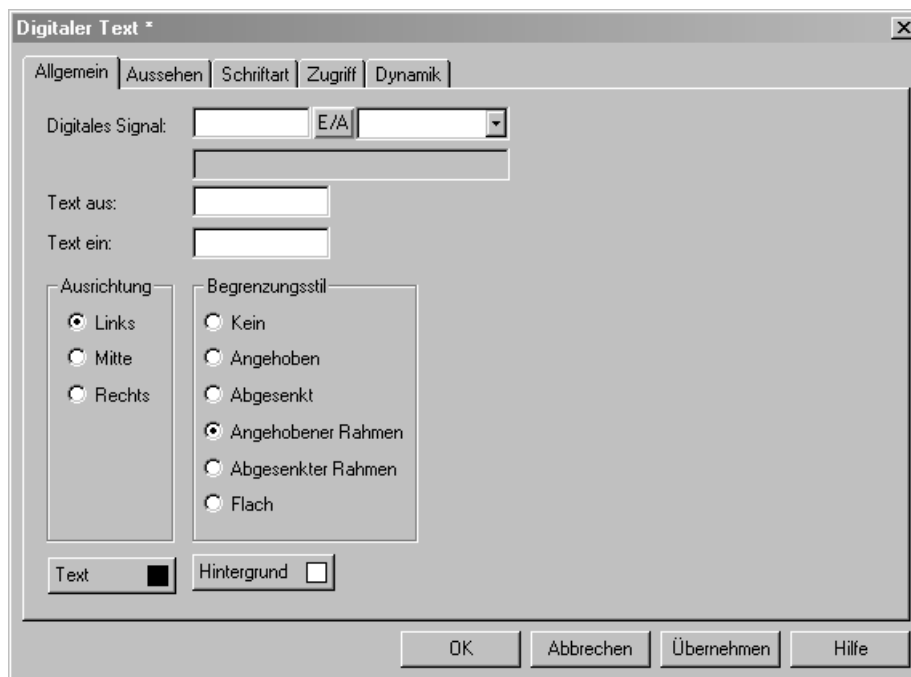 Digitaler Text *
Allgemein Aussehen Schriftart Zugriff Dynamik
Digitales Signal: E/A
Text aus:
Text ein:
Ausrichtung
Links
Mitte
Rechts
Begrenzungsstil
Kein
Angehoben
Abgesenkt
Angehobener Rahmen
Abgesenkter Rahmen
Flach
Text Hintergrund
OK Abbrechen Übernehmen Hilfe